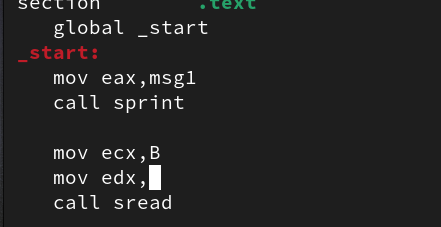 section .text
global _start
_start:
mov eax,msg1
call sprint
mov ecx,B
mov edx,
call sread